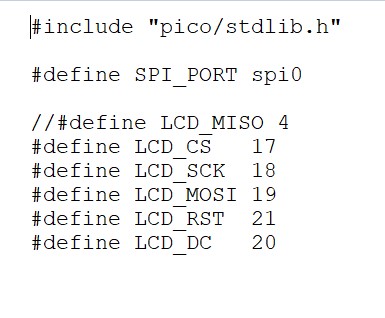 #include "pico/stdlib.h"
#define SPI_PORT spi0
//#define LCD_MISO 4
#define LCD_CS   17
#define LCD_SCK  18
#define LCD_MOSI 19
#define LCD_RST  21
#define LCD_DC   20